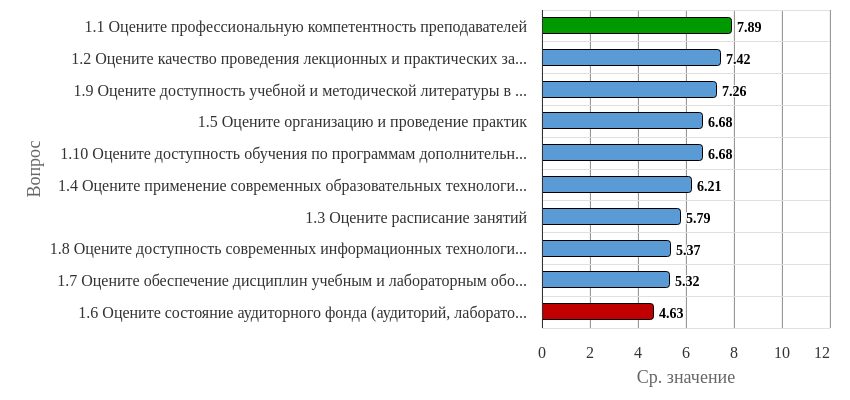 1.1 Оцените профессиональную компетентность преподавателей 7.89
1.2 Оцените качество проведения лекционных и практических за... 7.42
1.9 Оцените доступность учебной и методической литературы в ... 7.26
1.5 Оцените организацию и проведение практик 6.68
1.10 Оцените доступность обучения по программам дополнительн... 6.68
1.4 Оцените применение современных образовательных технологи... 6.21
1.3 Оцените расписание занятий 5.79
1.8 Оцените доступность современных информационных технологи... 5.37
1.7 Оцените обеспечение дисциплин учебным и лабораторным обо... 5.32
1.6 Оцените состояние аудиторного фонда (аудиторий, лаборато... 4.63
Вопрос
0 2 4 6 8 10 12
Ср. значение